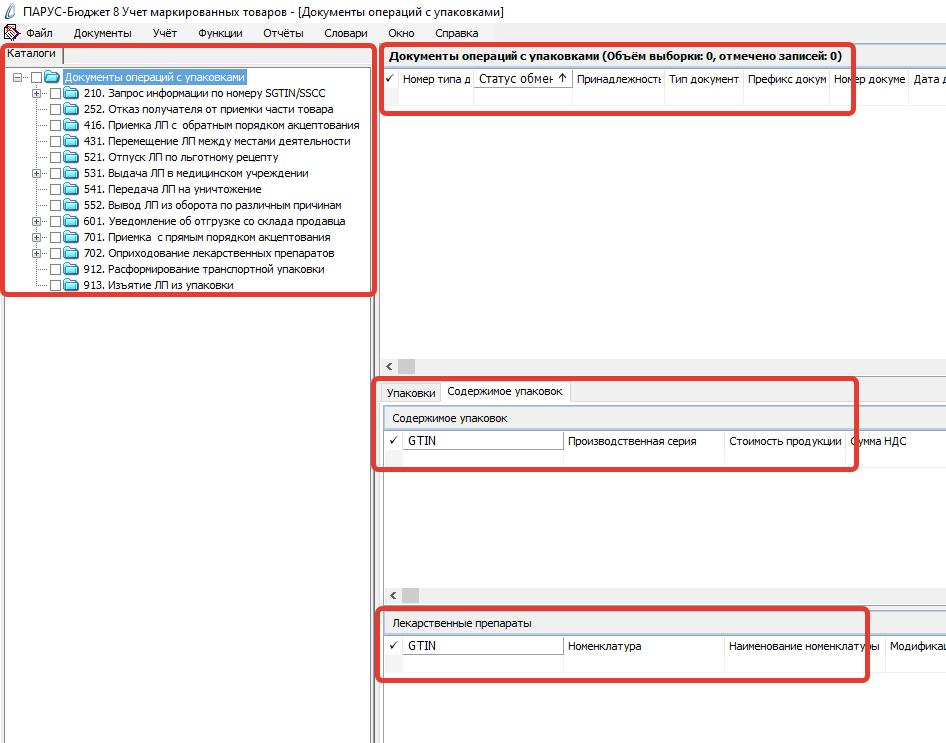 ПАРУС-Бюджет 8 Учет маркированных товаров - [Документы операций с упаковками]
Файл Документы Учёт Функции Отчёты Словари Окно Справка
Каталоги
Документы операций с упаковками
210. Запрос информации по номеру SGTIN/SSCC
252. Отказ получателя от приемки части товара
416. Приемка ЛП с обратным порядком акцептования
431. Перемещение ЛП между местами деятельности
521. Отпуск ЛП по льготному рецепту
531. Выдача ЛП в медицинском учреждении
541. Передача ЛП на уничтожение
552. Вывод ЛП из оборота по различным причинам
601. Уведомление об отгрузке со склада продавца
701. Приемка с прямым порядком акцептования
702. Оприходование лекарственных препаратов
912. Расформирование транспортной упаковки
913. Изъятие ЛП из упаковки
Документы операций с упаковками (Объём выборки: 0, отмечено записей: 0)
Номер типа д Статус обмен Принадлежность Тип документ Префикс докум Номер докуме Дата д
Упаковки Содержимое упаковок
Содержимое упаковок
GTIN Производственная серия Стоимость продукции Сумма НДС
Лекарственные препараты
GTIN Номенклатура Наименование номенклатуры Модификац